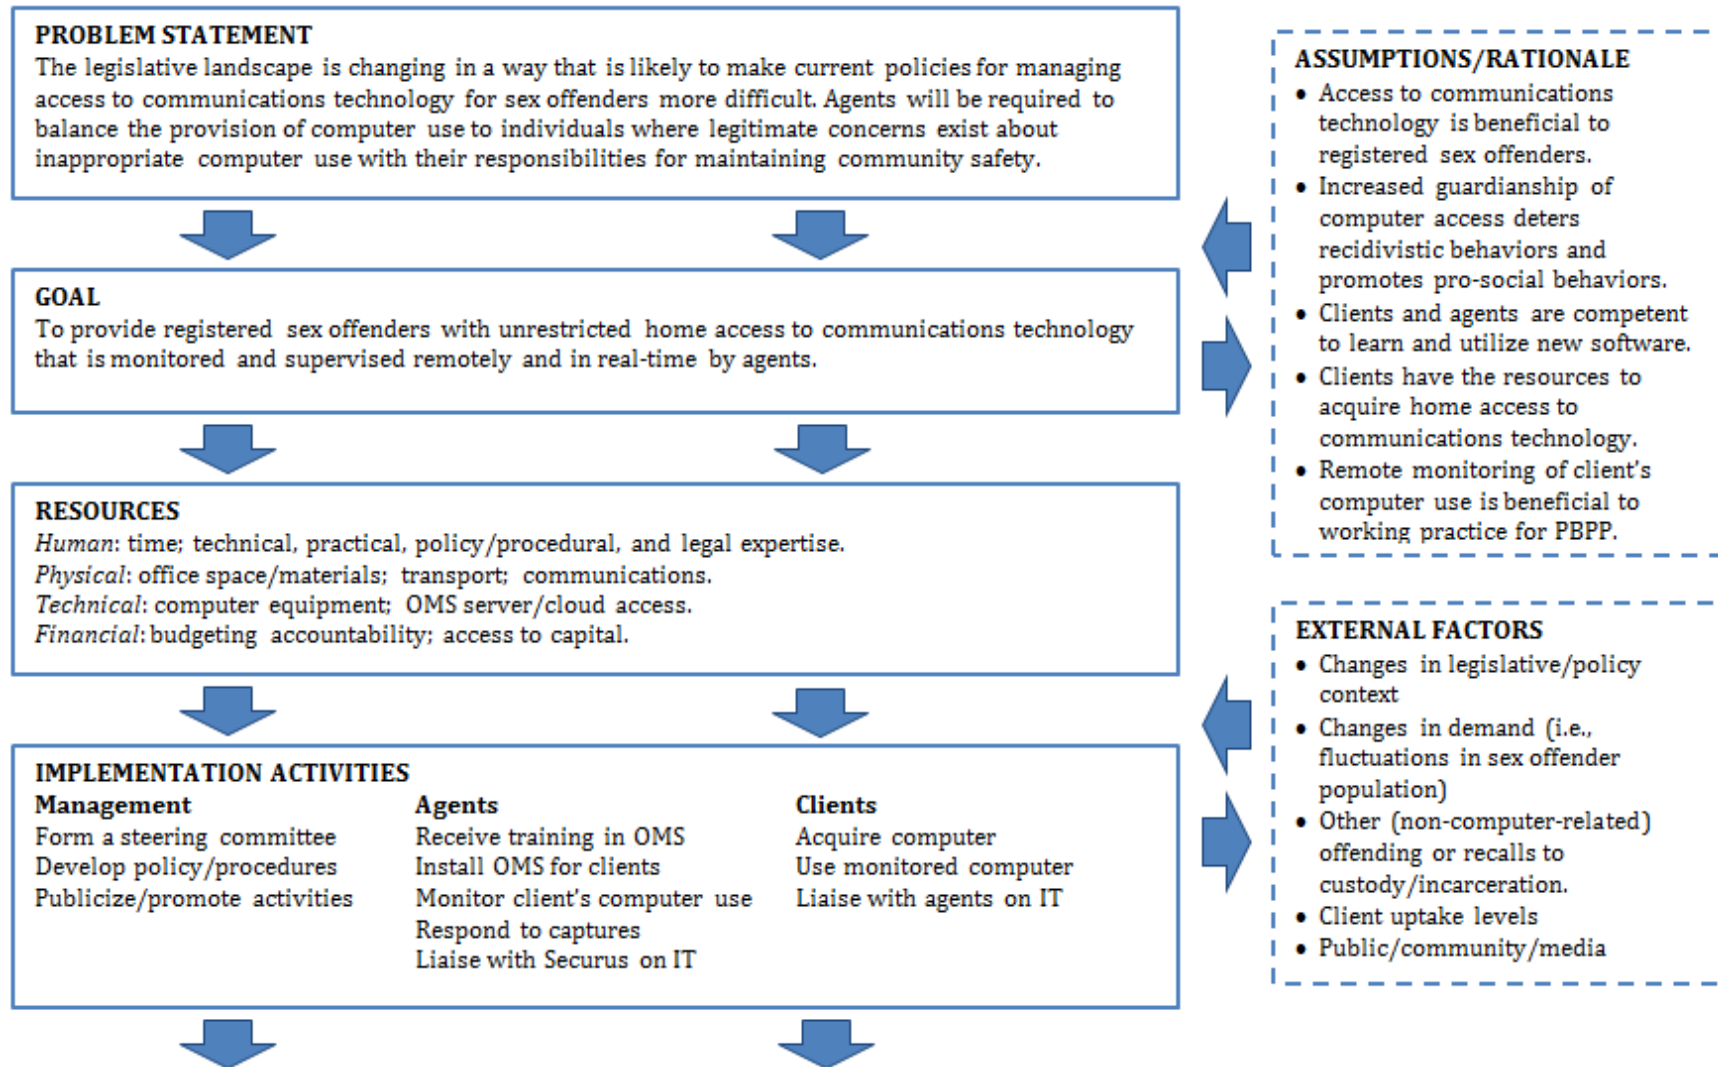 PROBLEM STATEMENT
The legislative landscape is changing in a way that is likely to make current policies for managing
access to communications technology for sex offenders more difficult. Agents will be required to
balance the provision of computer use to individuals where legitimate concerns exist about
inappropriate computer use with their responsibilities for maintaining community safety.
GOAL
To provide registered sex offenders with unrestricted home access to communications technology
that is monitored and supervised remotely and in real-time by agents.
RESOURCES
Human: time; technical, practical, policy/procedural, and legal expertise.
Physical: office space/materials; transport; communications.
Technical: computer equipment; OMS server/cloud access.
Financial: budgeting accountability; access to capital.
IMPLEMENTATION ACTIVITIES
Management
Form a steering committee
Develop policy/procedures
Publicize/promote activities
Agents
Receive training in OMS
Install OMS for clients
Monitor client's computer use
Respond to captures
Liaise with Securus on IT
Clients
Acquire computer
Use monitored computer
Liaise with agents on IT
ASSUMPTIONS/RATIONALE
• Access to communications
technology is beneficial to
registered sex offenders.
• Increased guardianship of
computer access deters
recidivistic behaviors and
promotes pro-social behaviors.
• Clients and agents are competent
to learn and utilize new software.
• Clients have the resources to
acquire home access to
communications technology.
• Remote monitoring of client's
computer use is beneficial to
working practice for PBPP.
EXTERNAL FACTORS
• Changes in legislative/policy
context
• Changes in demand (i.e.,
fluctuations in sex offender
population)
• Other (non-computer-related)
offending or recalls to
custody/incarceration.
• Client uptake levels
• Public/community/media